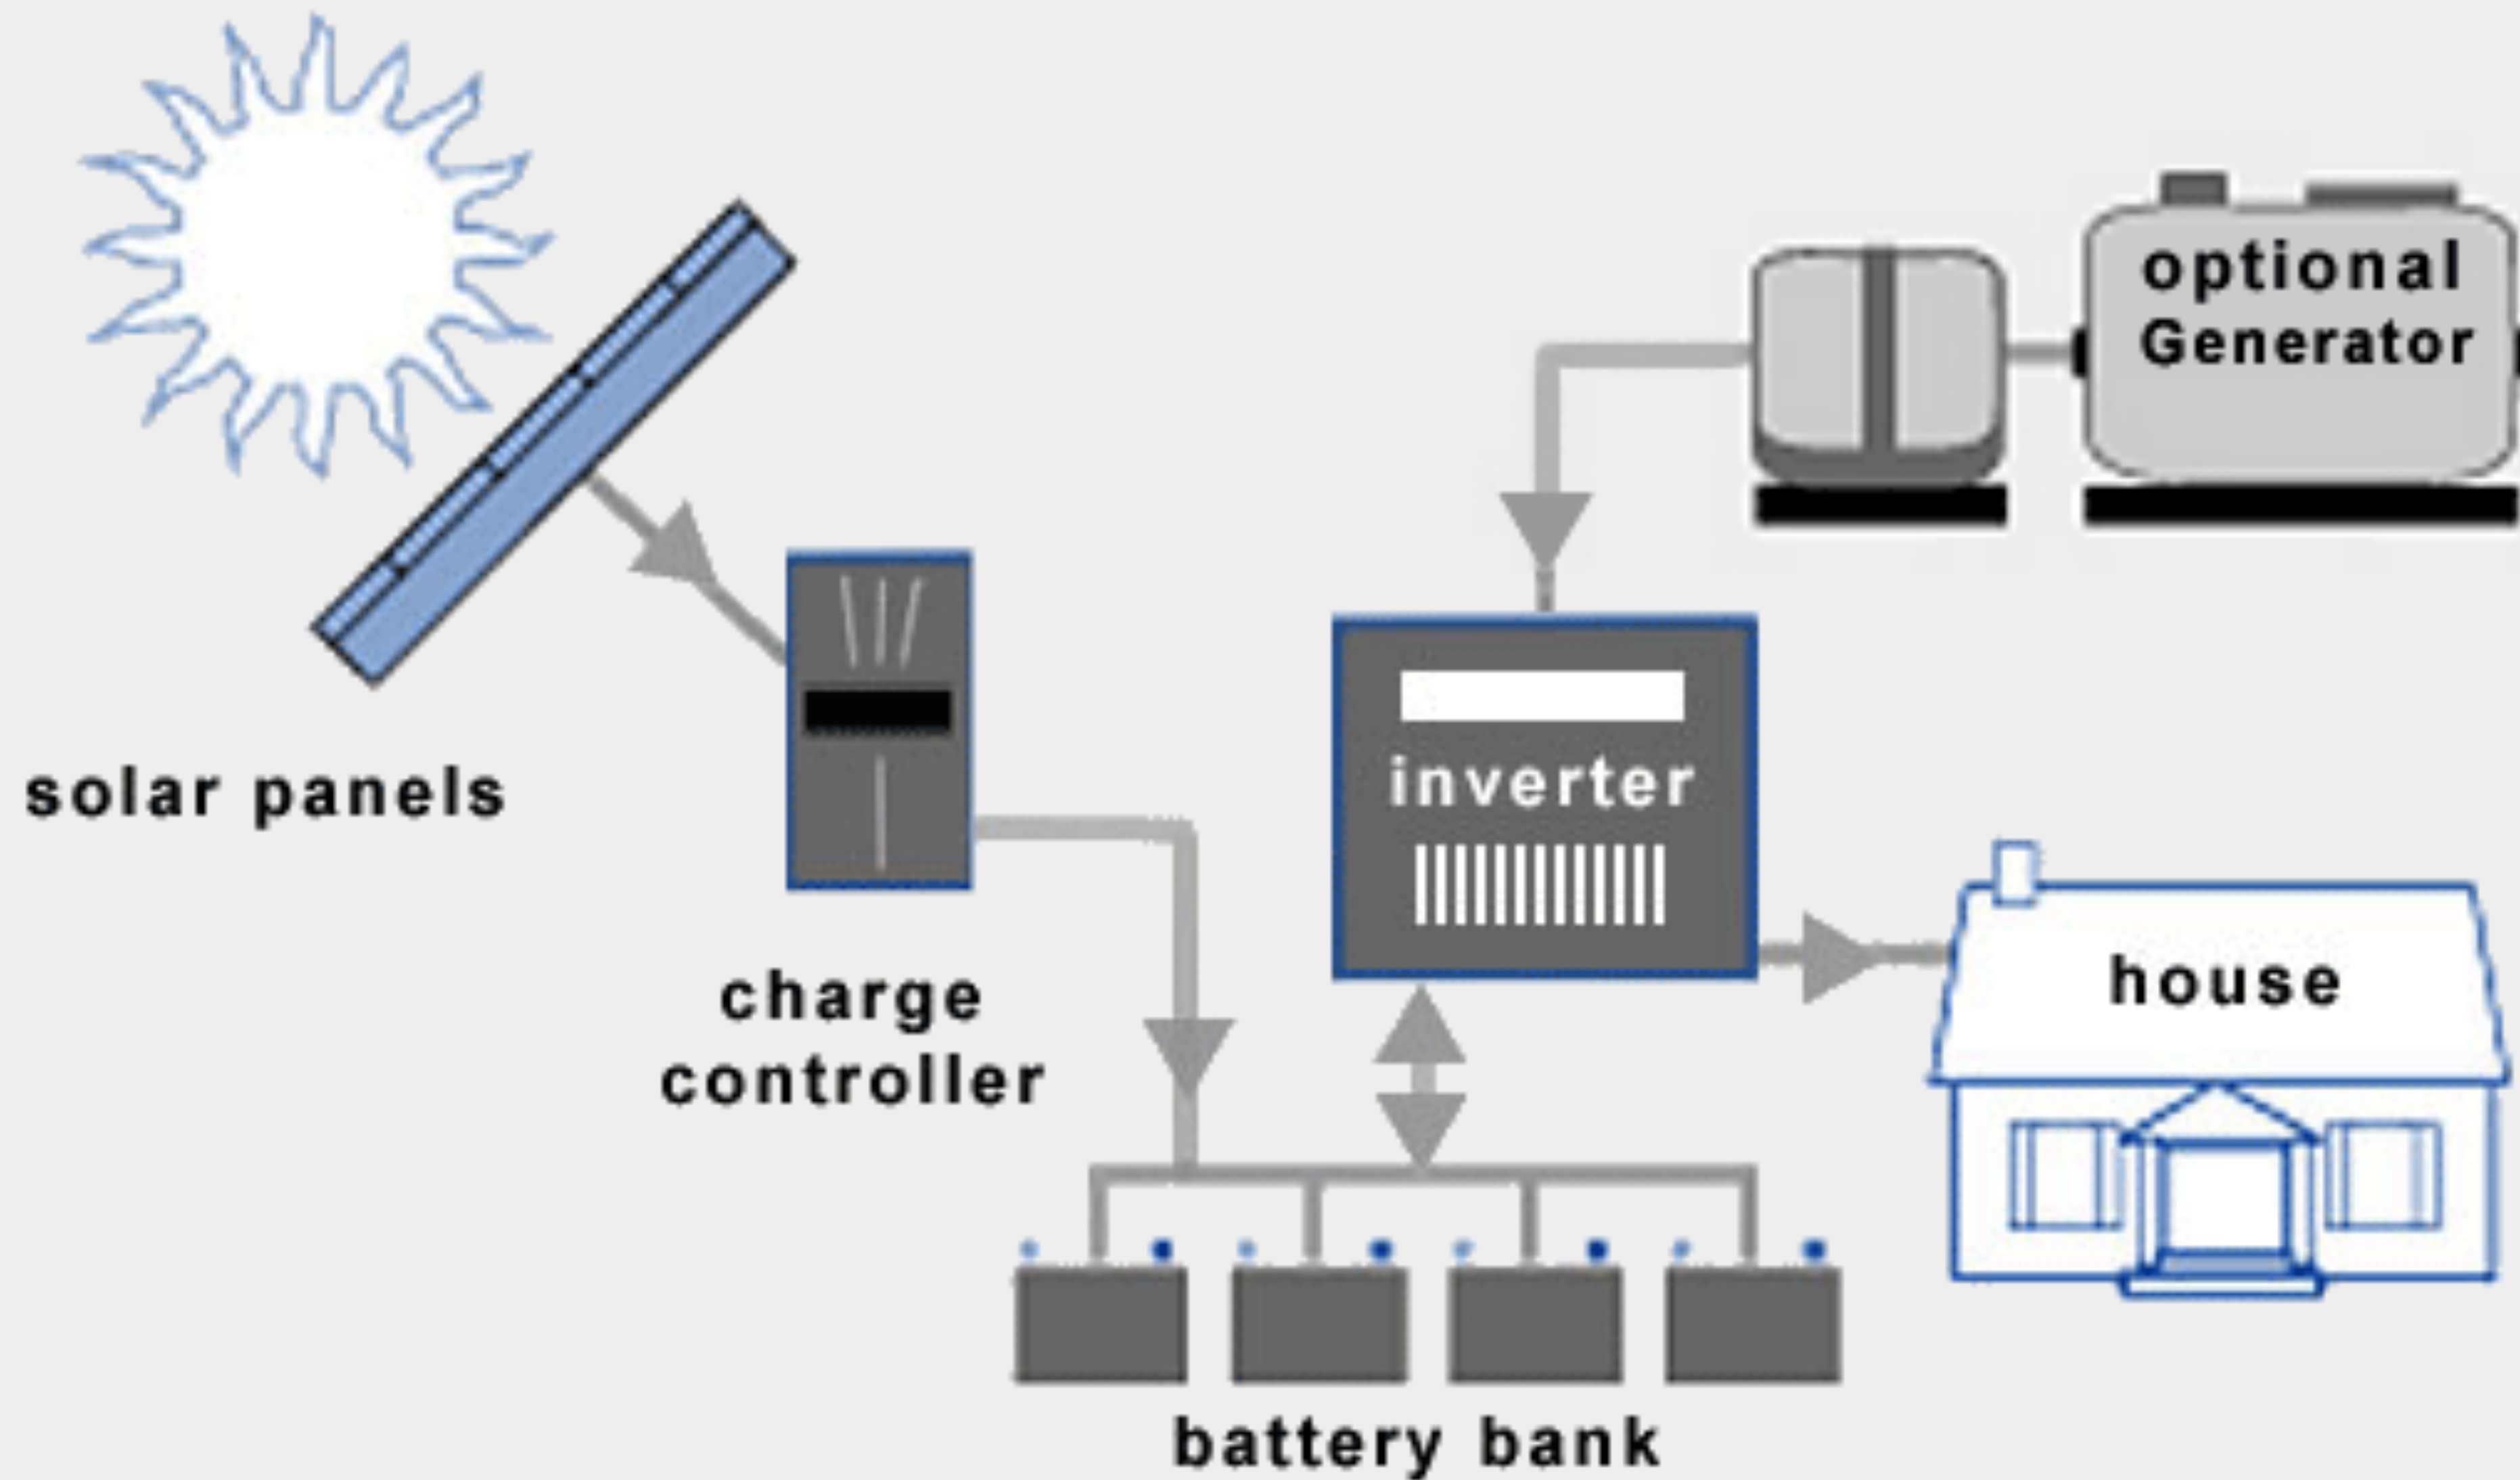 optional
Generator
solar panels
inverter
charge
controller
house
battery bank